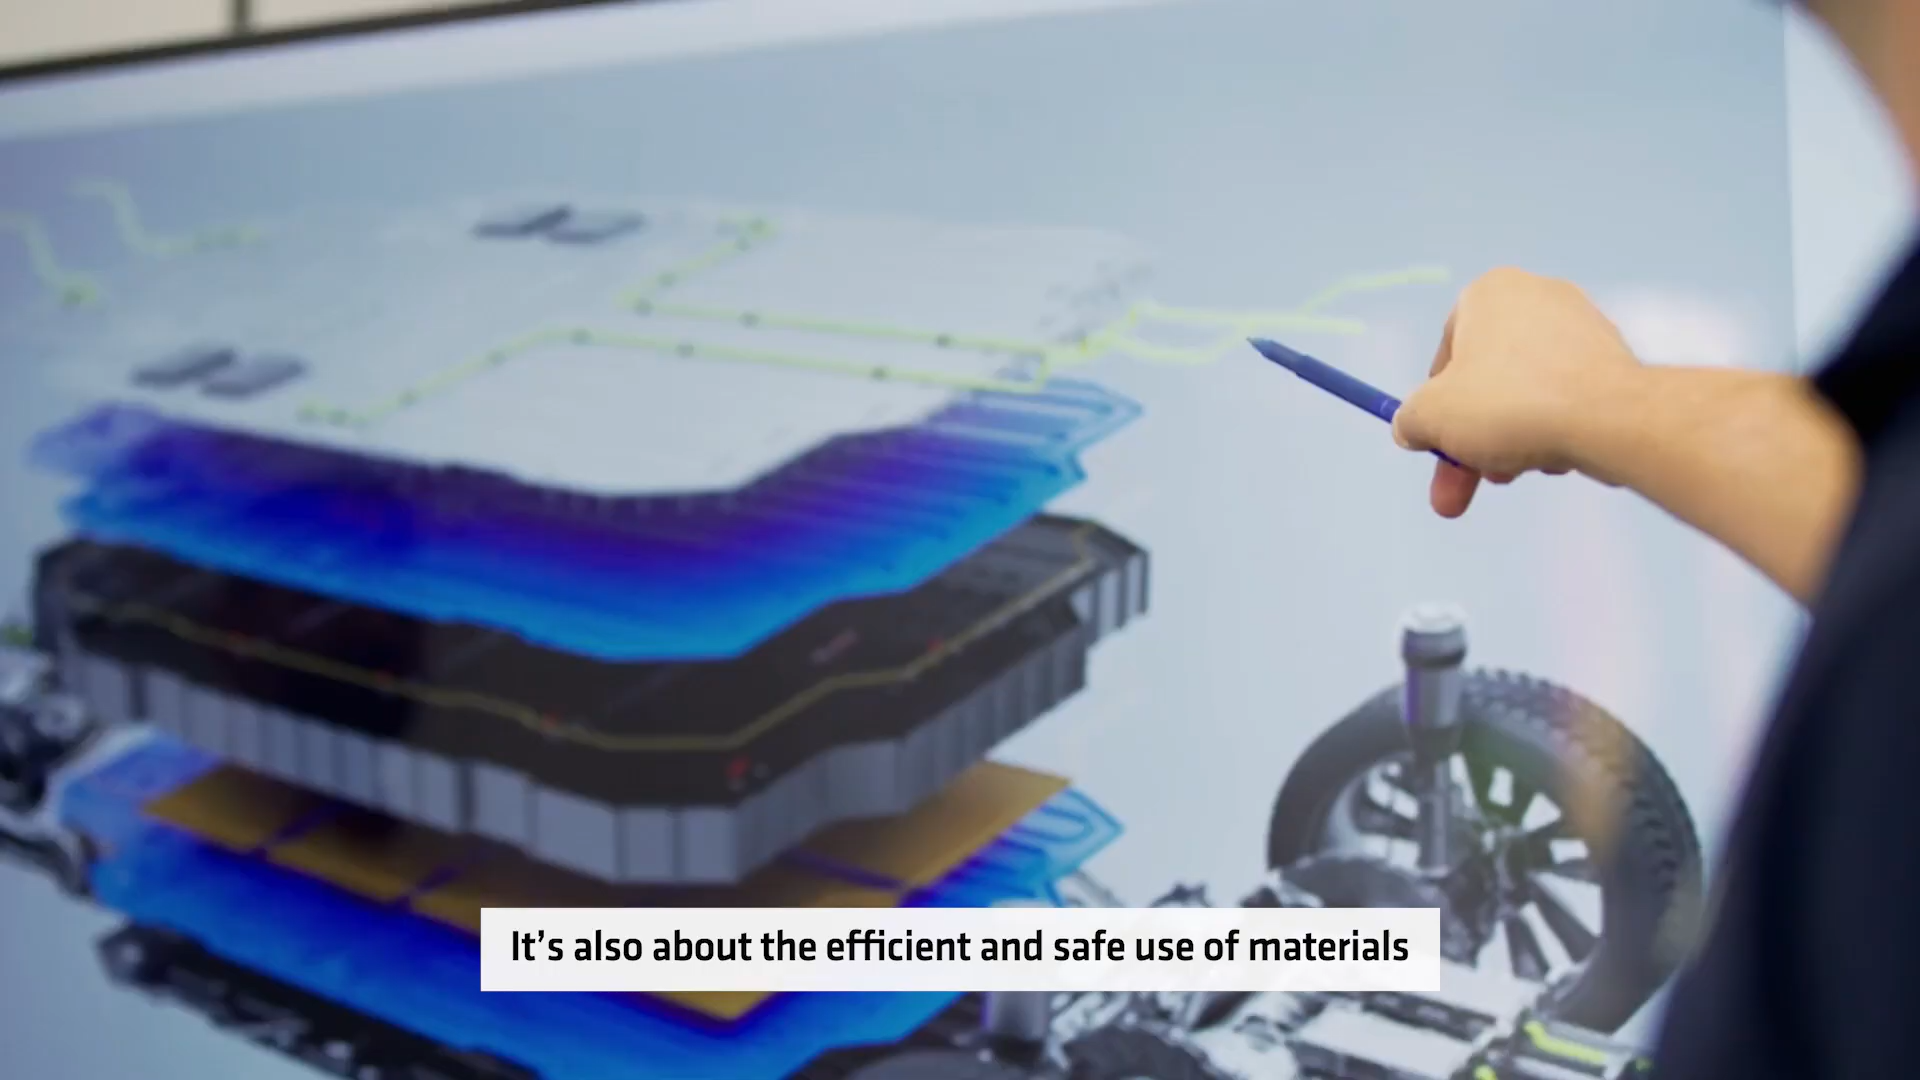 It’s also about the efficient and safe use of materials